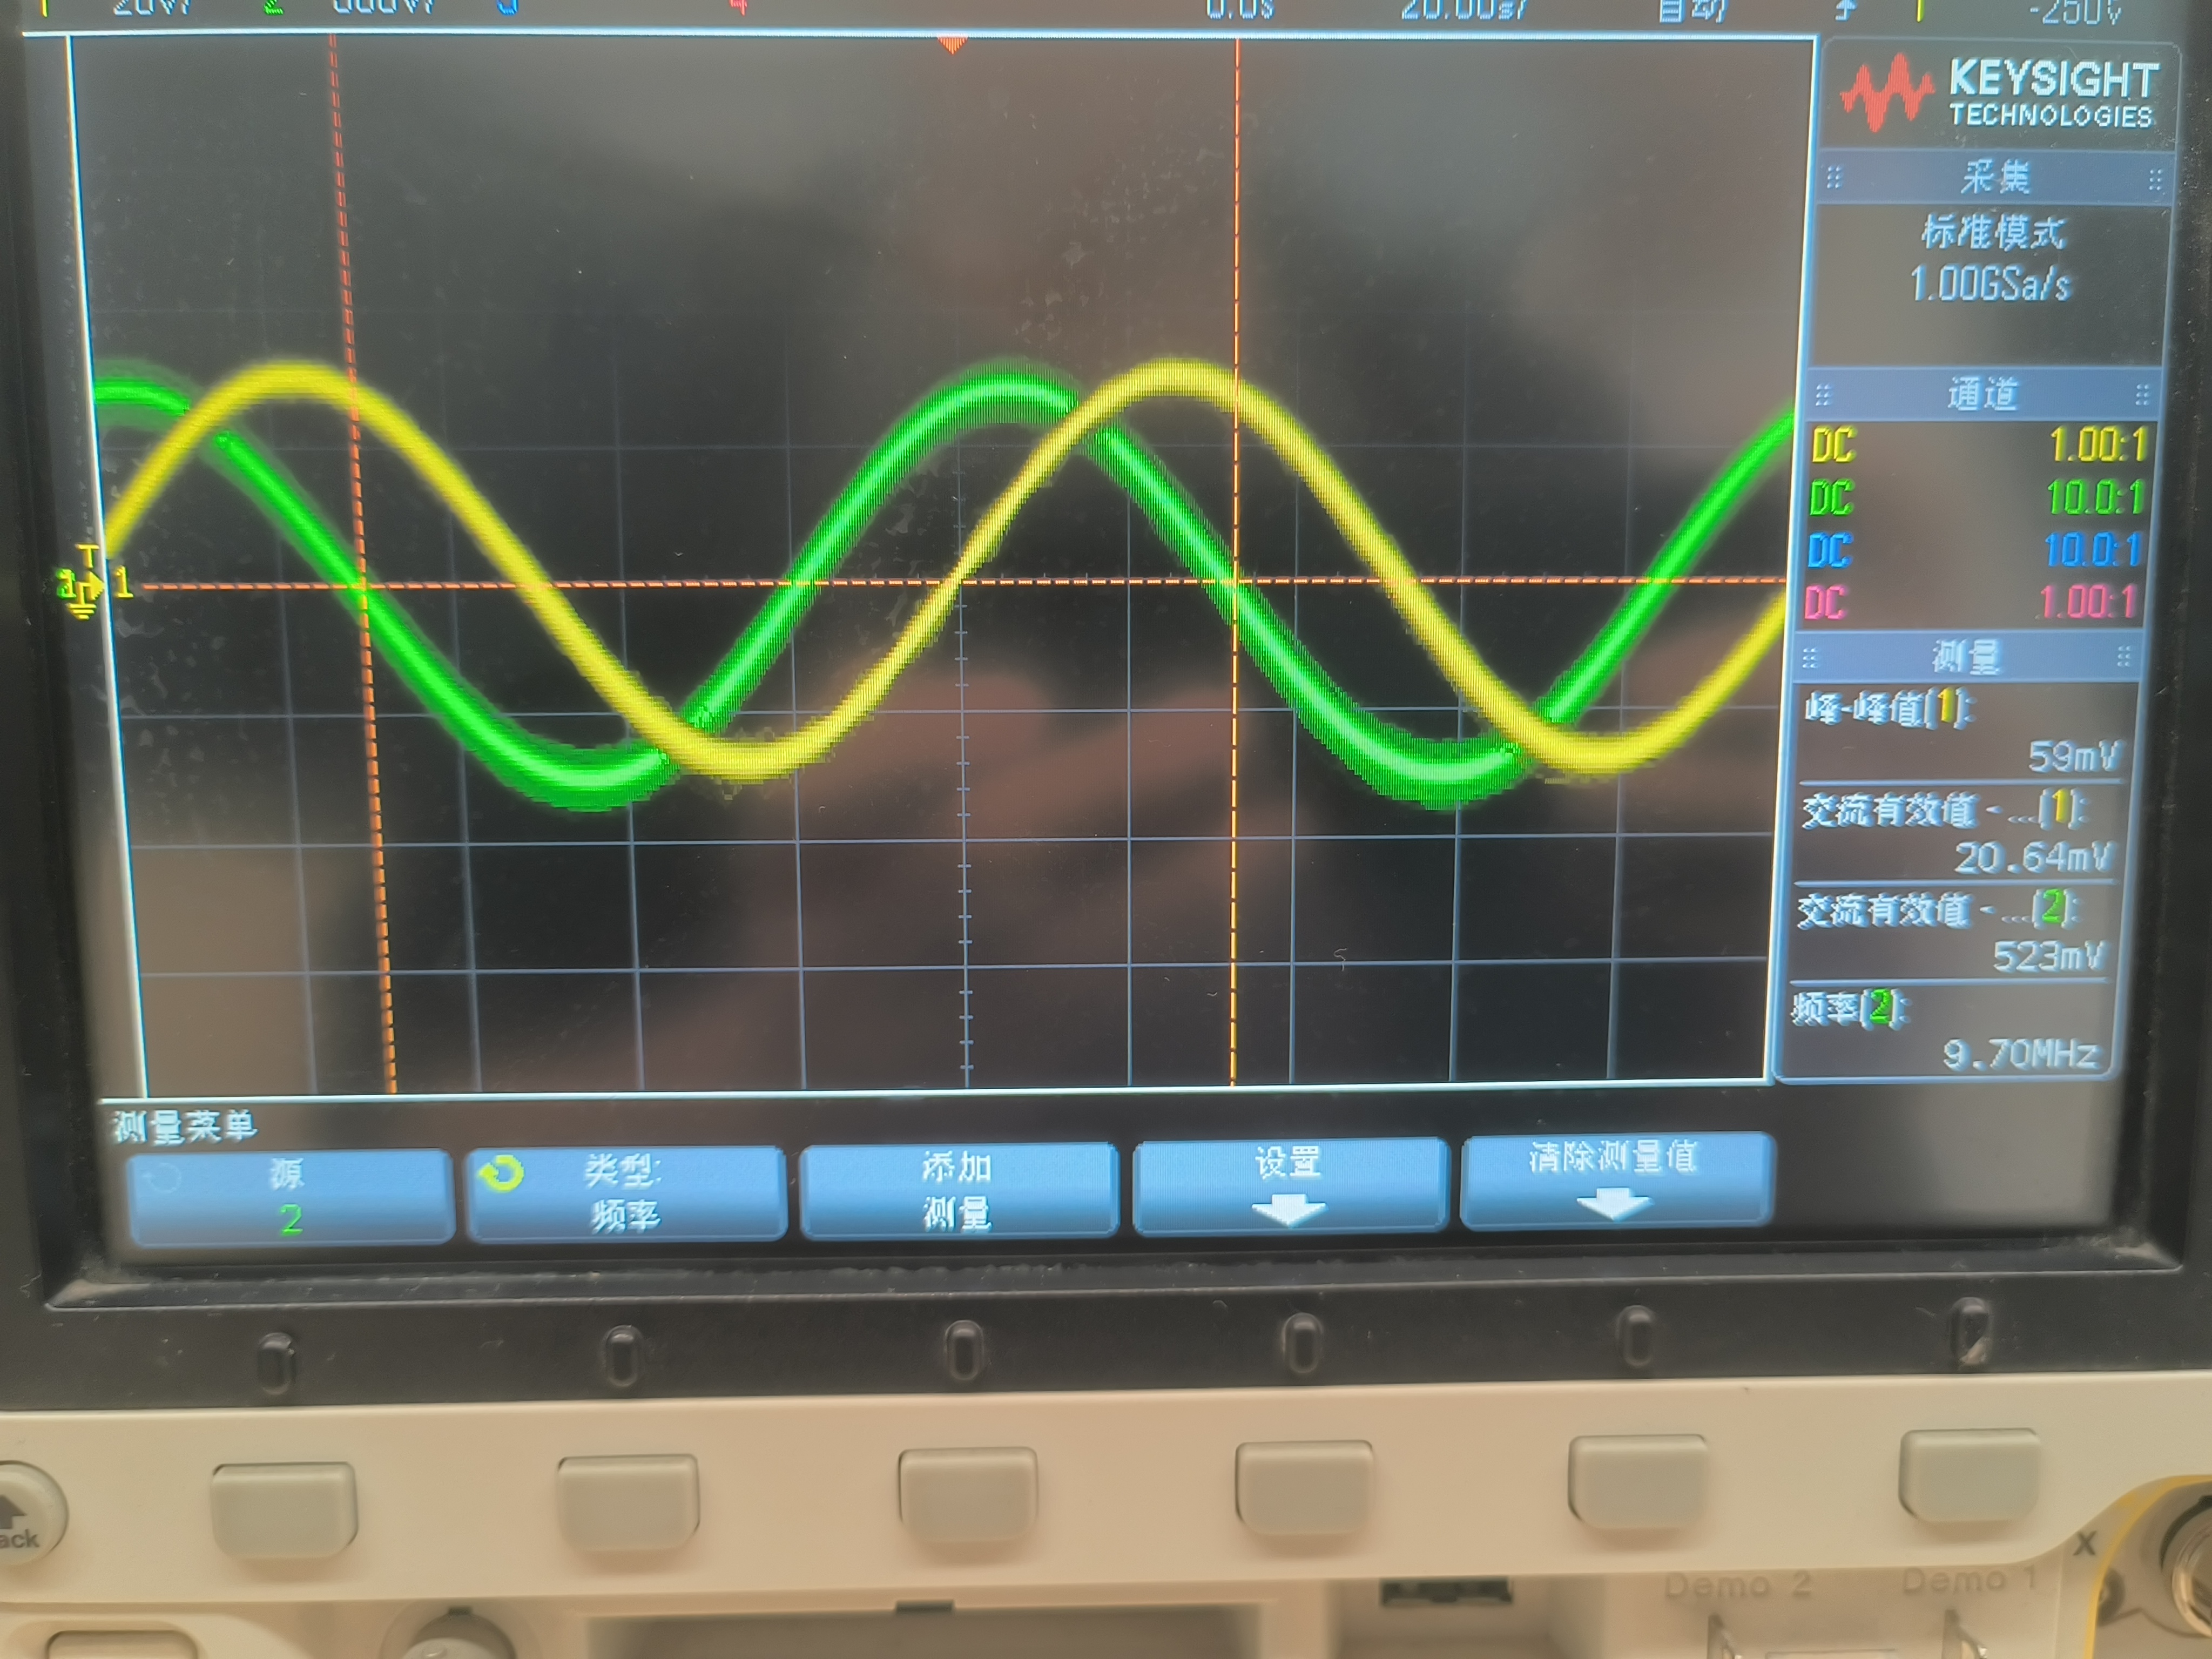 1 20V/ 2 500V/ 3 4 0.0s 20.00s/ 自动 1 -250V
KEYSIGHT
TECHNOLOGIES
采集
标准模式
1.00GSa/s
通道
DC 1.00:1
DC 10.0:1
DC 10.0:1
DC 1.00:1
T
2 1
测量
峰-峰值(1):
59mV
交流有效值 - ...(1):
20.64mV
交流有效值 - ...(2):
523mV
频率(2):
9.70MHz
测量菜单
源
2
类型:
频率
添加
测量
设置
清除测量值
ack
X
Demo 2
Demo 1